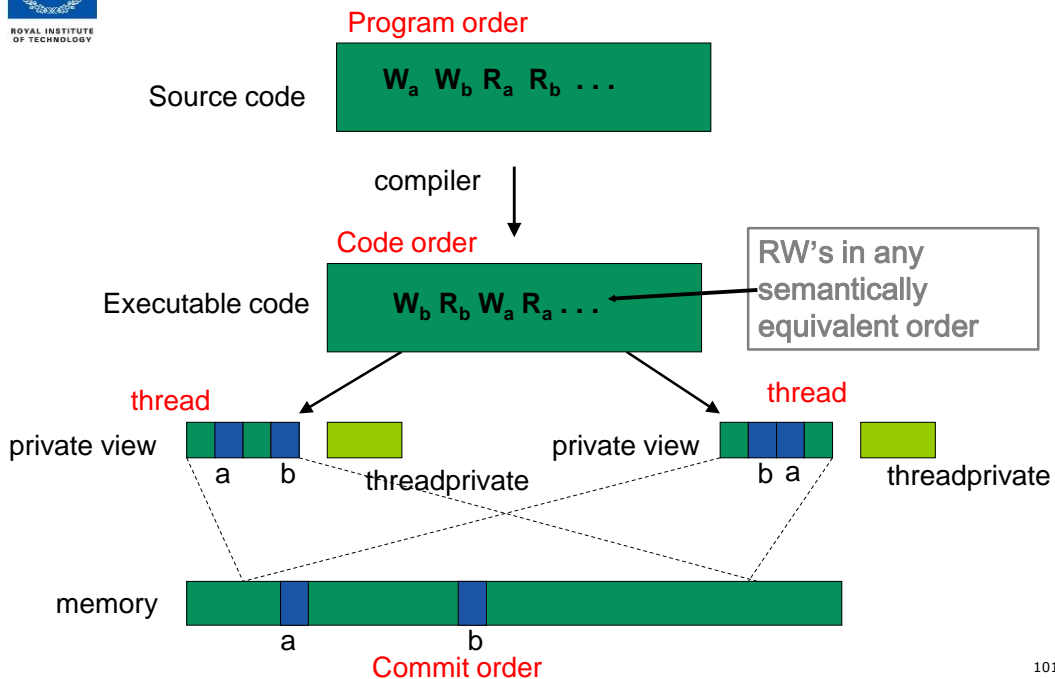 ROYAL INSTITUTE
OF TECHNOLOGY
Program order
Source code
Wa Wb Ra Rb . . .
compiler
Code order
Executable code
Wb Rb Wa Ra . . .
RW's in any
semantically
equivalent order
thread
thread
private view
private view
a b
threadprivate
b a
threadprivate
memory
a b
Commit order
101